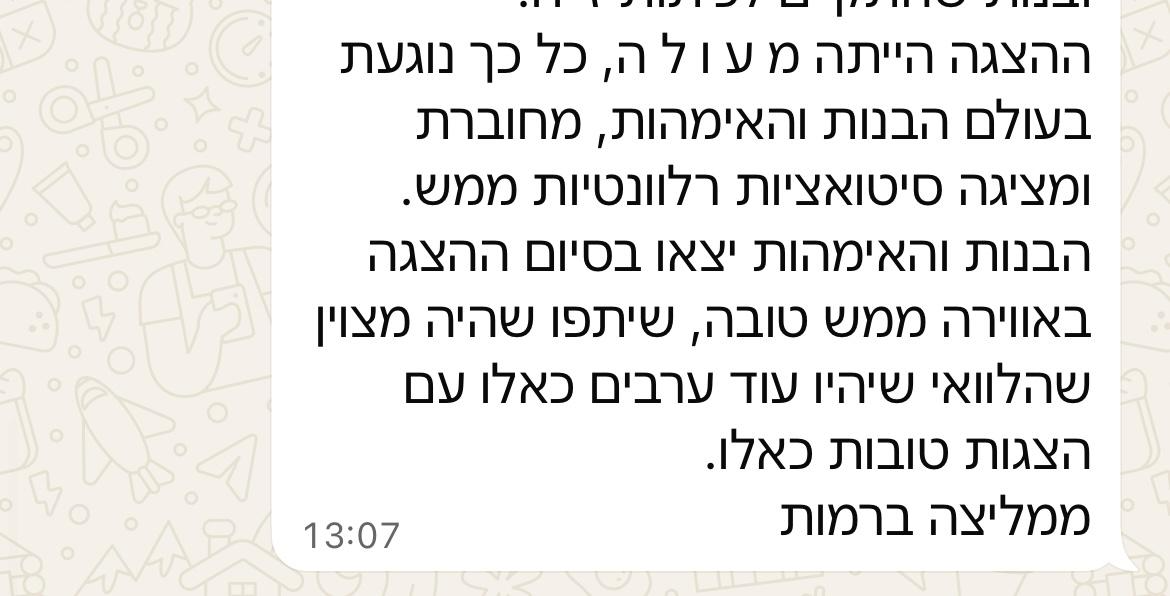 ההצגה הייתה מ ע ו ל ה, כל כך נוגעת
בעולם הבנות והאימהות, מחוברת
ומציגה סיטואציות רלוונטיות ממש.
הבנות והאימהות יצאו בסיום ההצגה
באווירה ממש טובה, שיתפו שהיה מצוין
שהלוואי שיהיו עוד ערבים כאלו עם
הצגות טובות כאלו.
ממליצה ברמות
13:07